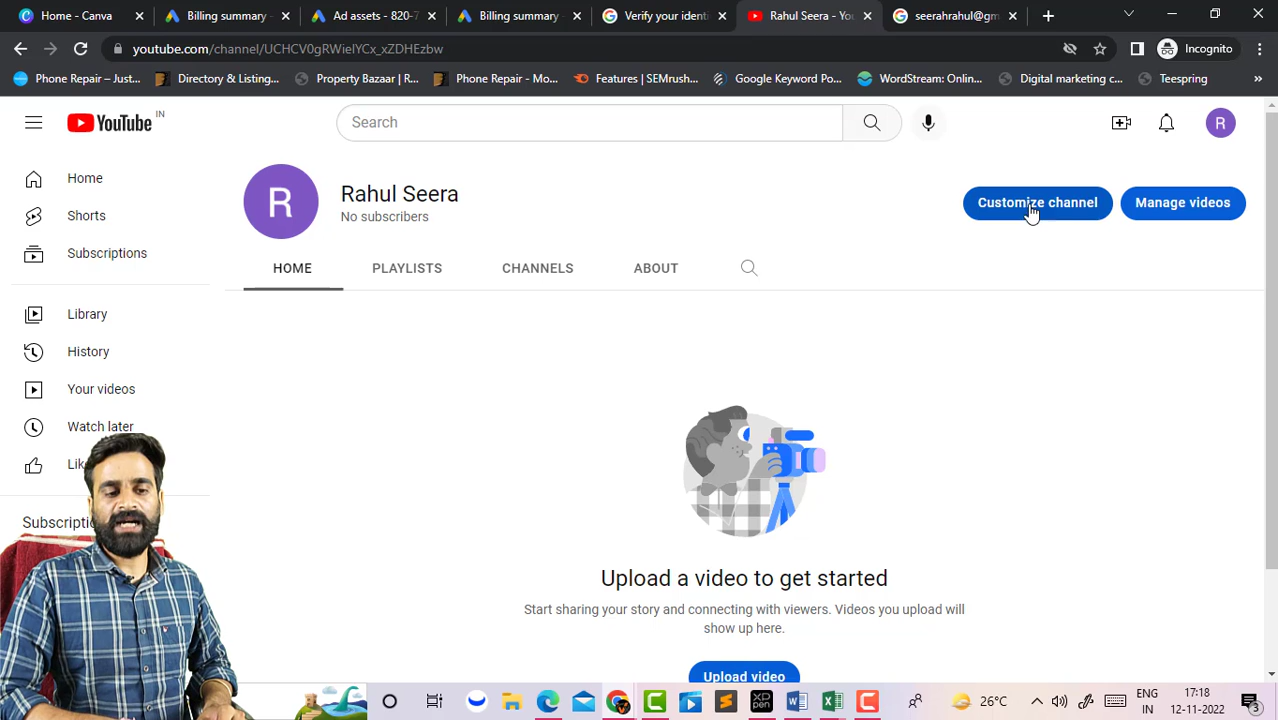 Home - Canva
Billing summary -
Ad assets - 820-7
Billing summary -
Verify your identi
Rahul Seera - You
seerahrahul@gm
youtube.com/channel/UCHCV0gRWielYCx_xZDHEzbw
Incognito
Phone Repair – Just...
Directory & Listing...
Property Bazaar | R...
Phone Repair - Mo...
Features | SEMrush...
Google Keyword Po...
WordStream: Onlin...
Digital marketing c...
Teespring
»
YouTube IN
Search
R
Home
Shorts
Subscriptions
Library
History
Your videos
Watch later
Lik
Subscriptio
R
Rahul Seera
No subscribers
Customize channel
Manage videos
HOME
PLAYLISTS
CHANNELS
ABOUT
Upload a video to get started
Start sharing your story and connecting with viewers. Videos you upload will
show up here.
Upload video
26°C
ENG
IN
17:18
12-11-2022
3